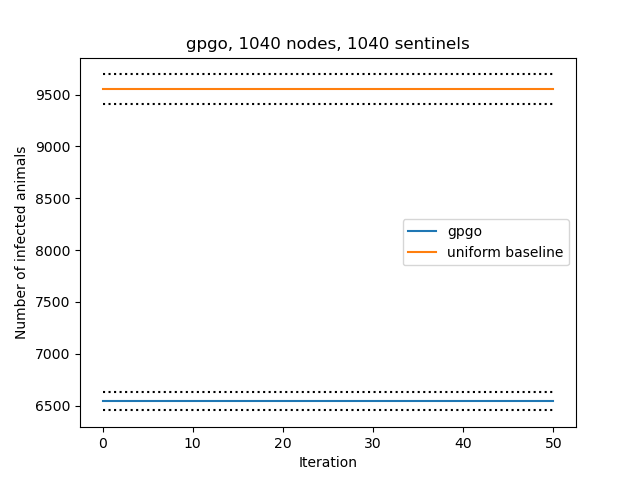 gpgo, 1040 nodes, 1040 sentinels
9500
9000
8500
8000
7500
7000
6500
Number of infected animals
gpgo
uniform baseline
0 10 20 30 40 50
Iteration